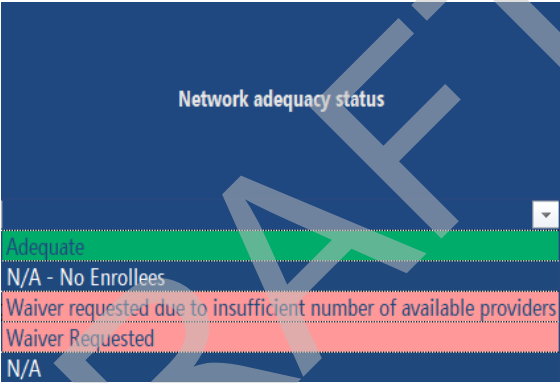 Network adequacy status
Adequate
N/A - No Enrollees
Waiver requested due to insufficient number of available providers
Waiver Requested
N/A